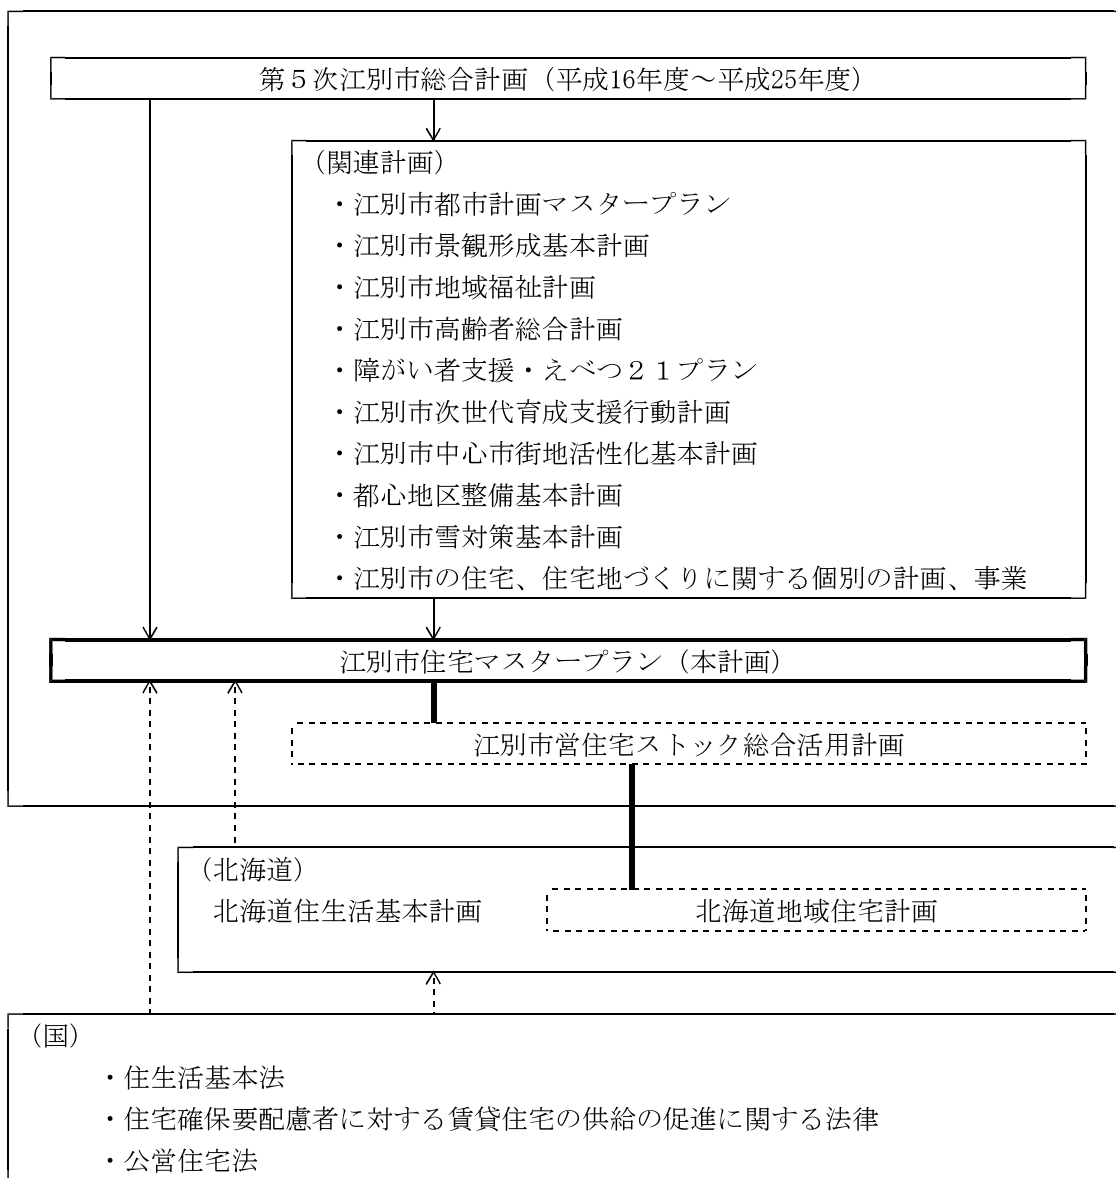 第５次江別市総合計画（平成16年度～平成25年度）
（関連計画）
・江別市都市計画マスタープラン
・江別市景観形成基本計画
・江別市地域福祉計画
・江別市高齢者総合計画
・障がい者支援・えべつ２１プラン
・江別市次世代育成支援行動計画
・江別市中心市街地活性化基本計画
・都心地区整備基本計画
・江別市雪対策基本計画
・江別市の住宅、住宅地づくりに関する個別の計画、事業
江別市住宅マスタープラン（本計画）
江別市営住宅ストック総合活用計画
（北海道）
北海道住生活基本計画
北海道地域住宅計画
（国）
・住生活基本法
・住宅確保要配慮者に対する賃貸住宅の供給の促進に関する法律
・公営住宅法